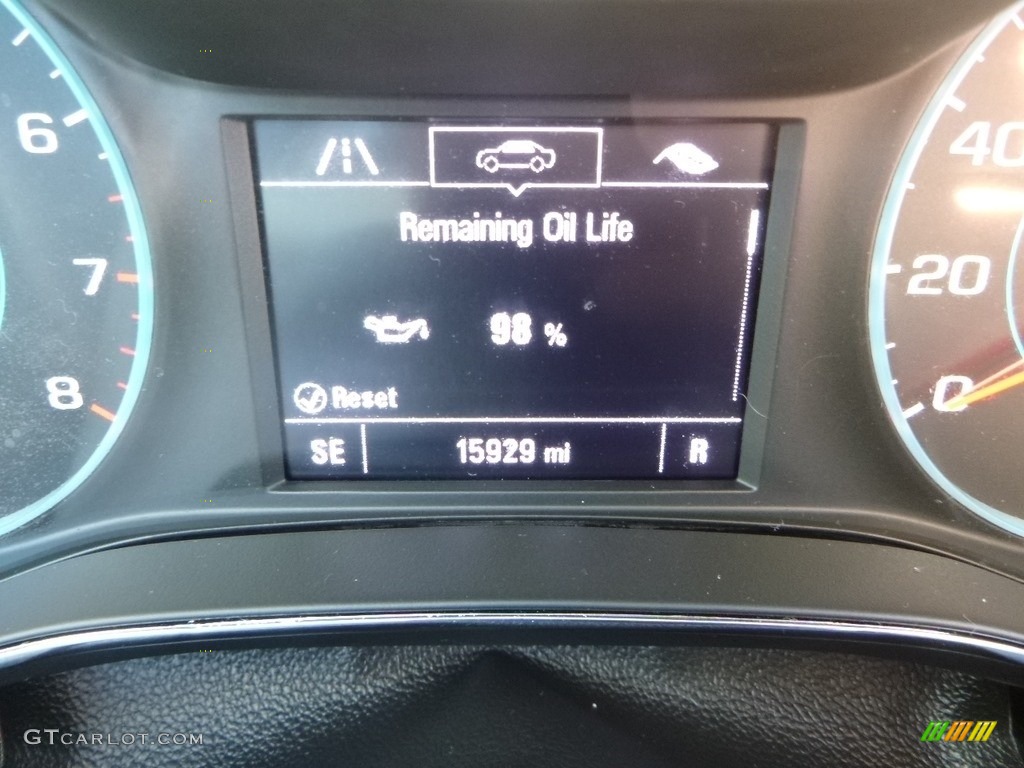 6
7
8
Remaining Oil Life
98 %
Reset
SE 15929 mi R
40
20
0
GTCARLOT.COM